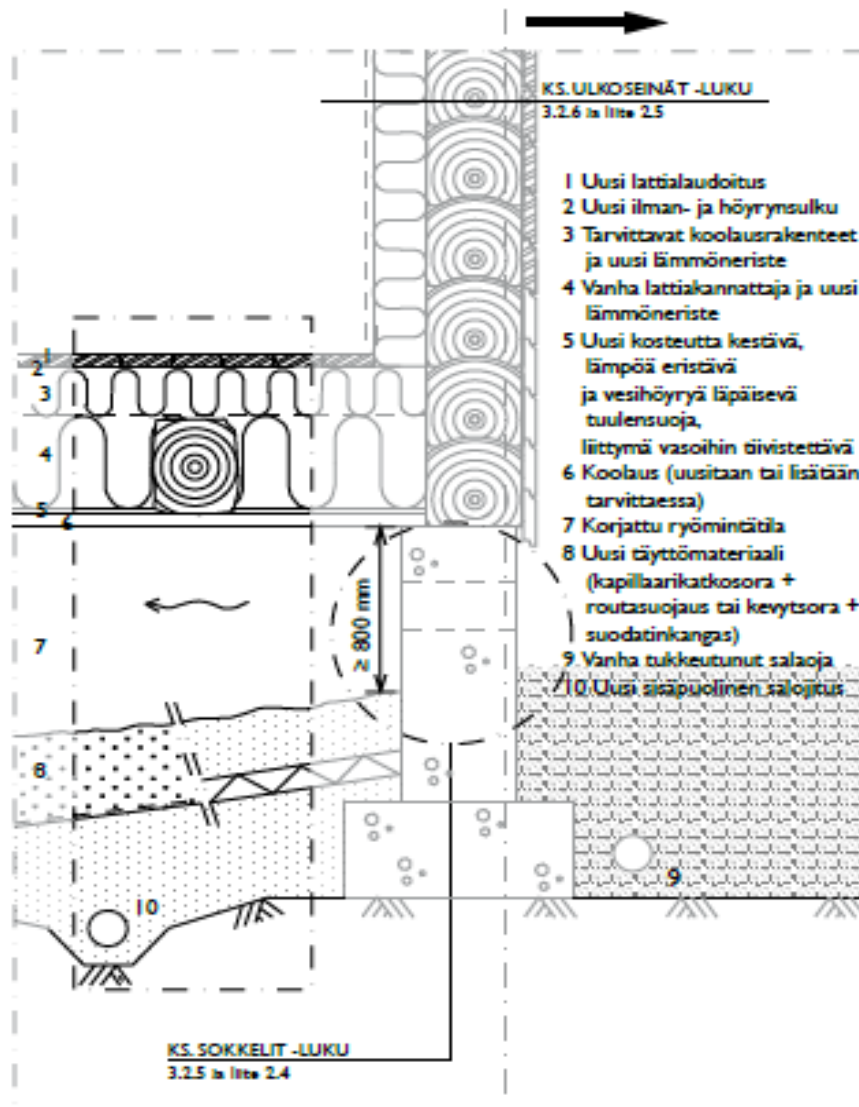 KS. ULKOSEINÄT -LUKU
3.2.6 ja liite 2.5
1 Uusi lattialaudoitus
2 Uusi ilman- ja höyrynsulku
3 Tarvittavat koolausrakenteet
ja uusi lämmöneriste
4 Vanha lattiakannattaja ja uusi
lämmöneriste
5 Uusi kosteutta kestävä,
lämpöä eristävä
ja vesihöyryä läpäisevä
tuulensuoja,
liittymä vasoihin tiivistettävä
6 Koolaus (uusitaan tai lisätään
tarvittaessa)
7 Korjattu ryömintätila
8 Uusi täyttömateriaali
(kapillaarikatkosora +
routasuojaus tai kevytsora +
suodatinkangas)
9 Vanha tukkeutunut salaoja
10 Uusi sisäpuolinen salojitus
1
2
3
4
5
6
≥ 800 mm
7
8
9
10
KS. SOKKELIT -LUKU
3.2.5 ja liite 2.4